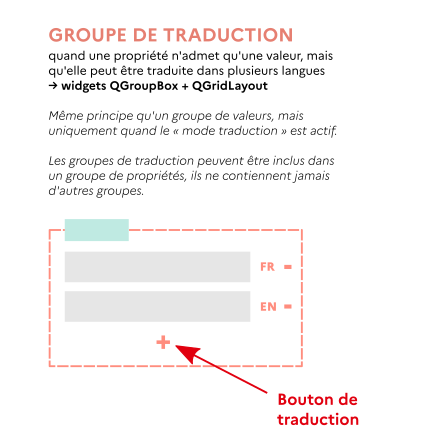 GROUPE DE TRADUCTION
quand une propriété n'admet qu'une valeur, mais
qu'elle peut être traduite dans plusieurs langues
→ widgets QGroupBox + QGridLayout
Même principe qu'un groupe de valeurs, mais
uniquement quand le « mode traduction » est actif.
Les groupes de traduction peuvent être inclus dans
un groupe de propriétés, ils ne contiennent jamais
d'autres groupes.
FR -
EN -
+
Bouton de
traduction